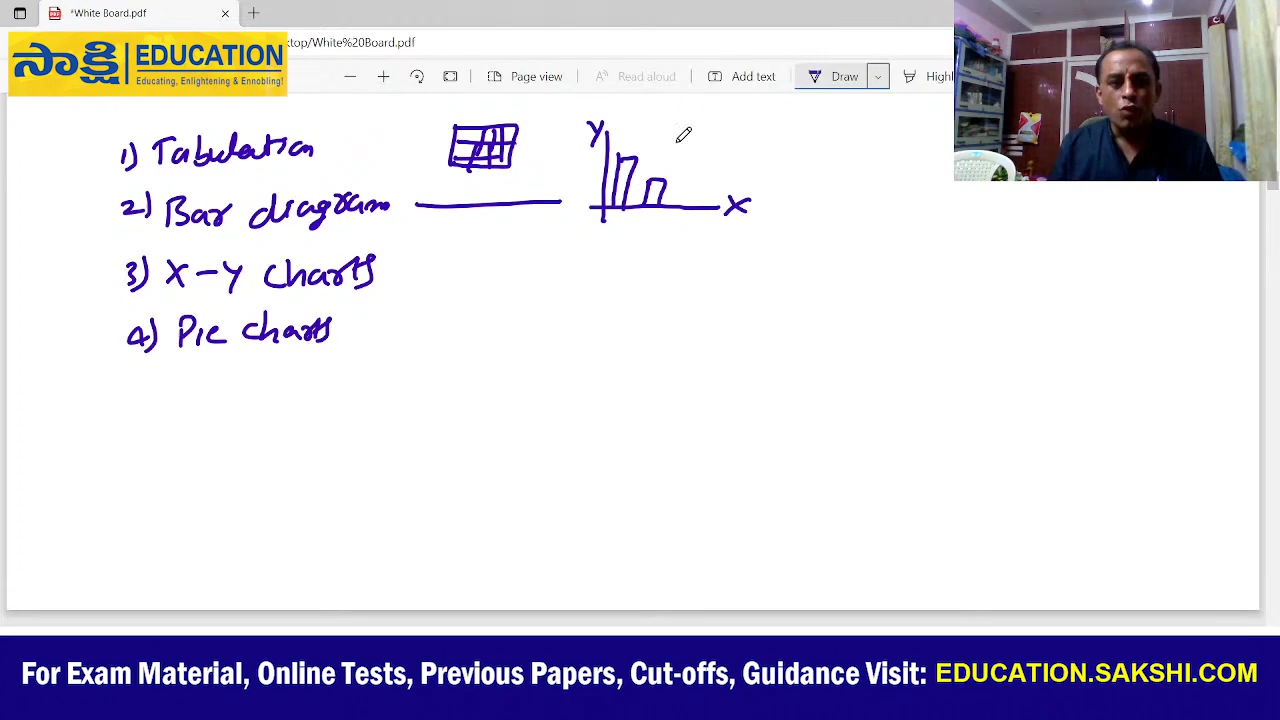 *White Board.pdf
సాక్షి EDUCATION
Educating, Enlightening & Ennobling!
ktop/White%20Board.pdf
Page view
Read aloud
Add text
Draw
Highl
1) Tabulation
2) Bar diagram
3) X-Y charts
4) Pie charts
Y
X
For Exam Material, Online Tests, Previous Papers, Cut-offs, Guidance Visit: EDUCATION.SAKSHI.COM